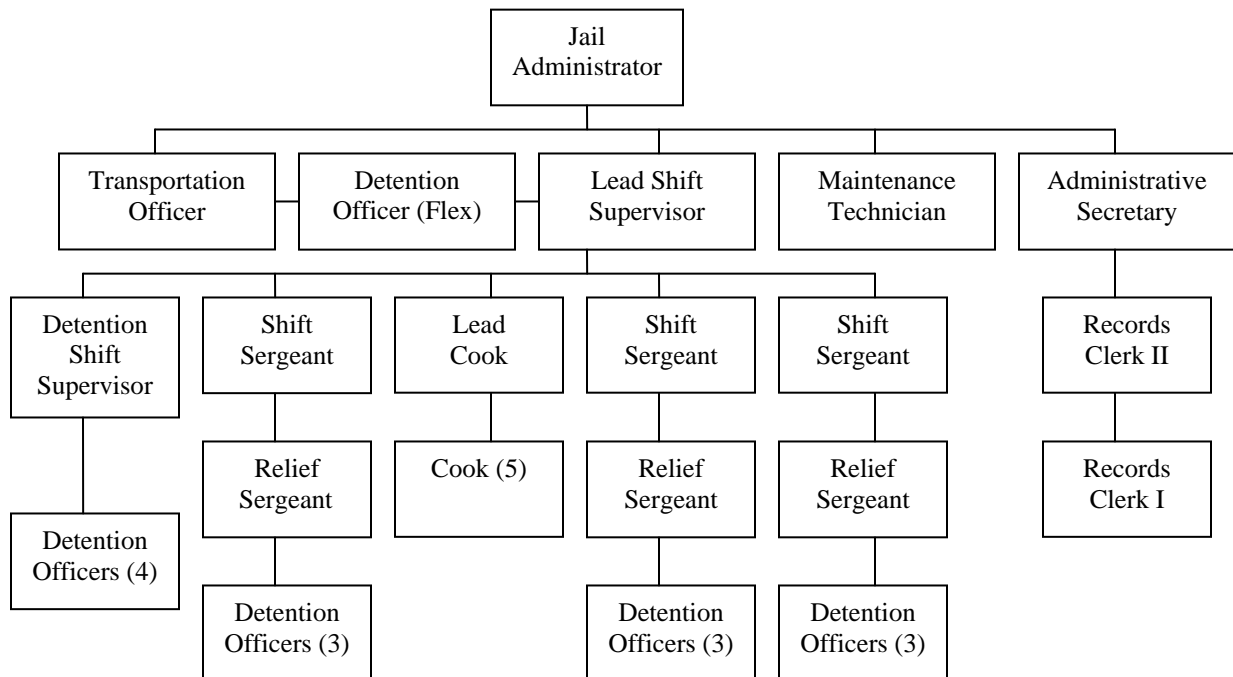 Jail
Administrator
Transportation
Officer
Detention
Officer (Flex)
Lead Shift
Supervisor
Maintenance
Technician
Administrative
Secretary
Detention
Shift
Supervisor
Shift
Sergeant
Lead
Cook
Shift
Sergeant
Shift
Sergeant
Records
Clerk II
Relief
Sergeant
Cook (5)
Relief
Sergeant
Relief
Sergeant
Records
Clerk I
Detention
Officers (4)
Detention
Officers (3)
Detention
Officers (3)
Detention
Officers (3)